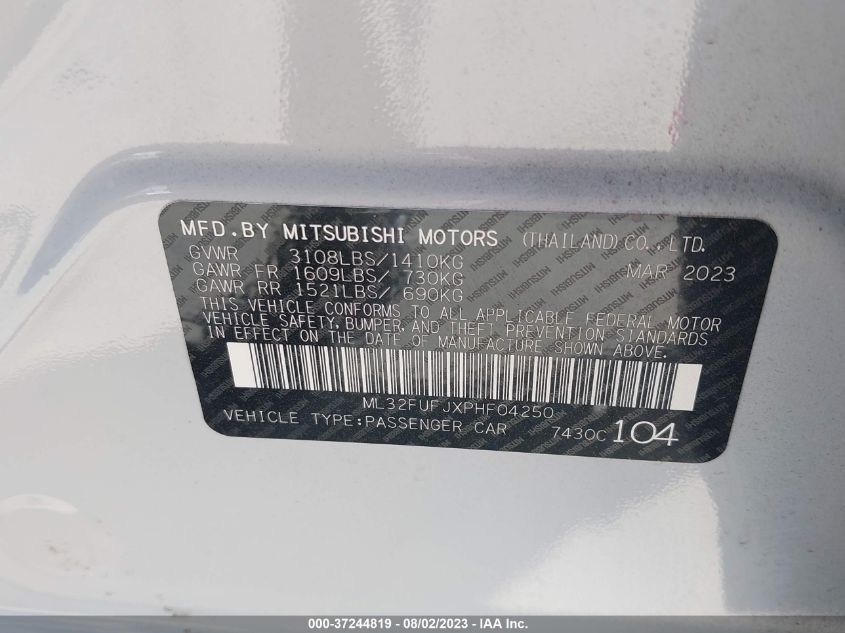 MFD.BY MITSUBISHI MOTORS (THAILAND)CO.,LTD.
GVWR 3108LBS/1410KG MAR 2023
GAWR FR 1609LBS/ 730KG
GAWR RR 1521LBS/ 690KG
THIS VEHICLE CONFORMS TO ALL APPLICABLE FEDERAL MOTOR
VEHICLE SAFETY, BUMPER, AND THEFT PREVENTION STANDARDS
IN EFFECT ON THE DATE OF MANUFACTURE SHOWN ABOVE.
ML32FUFJXPHF04250
VEHICLE TYPE:PASSENGER CAR 7430C 104
000-37244819 - 08/02/2023 - IAA Inc.